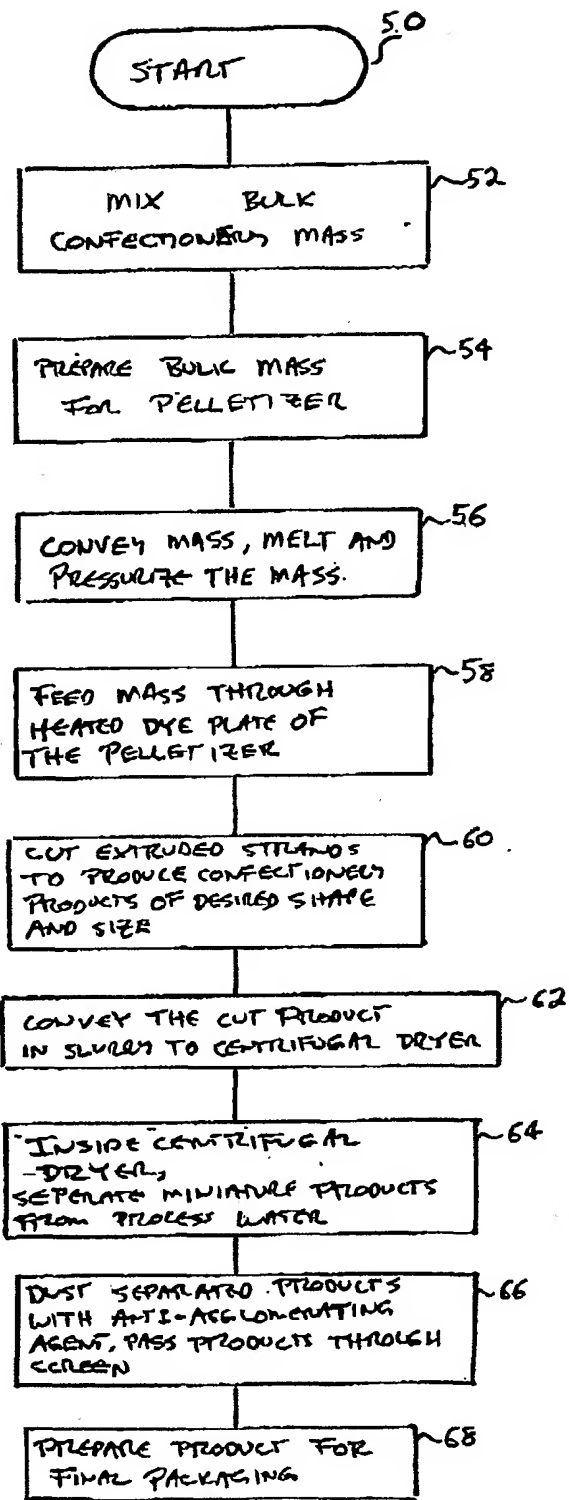 50
START
52
MIX BULK
CONFECTIONERY MASS
54
PREPARE BULK MASS
FOR PELLETIZER
56
CONVEY MASS, MELT AND
PRESSURIZE THE MASS.
58
FEED MASS THROUGH
HEATED DYE PLATE OF
THE PELLETIZER
60
CUT EXTRUDED STRANDS
TO PRODUCE CONFECTIONERY
PRODUCTS OF DESIRED SHAPE
AND SIZE
62
CONVEY THE CUT PRODUCT
IN SLURRY TO CENTRIFUGAL DRYER
64
INSIDE CENTRIFUGAL
DRYER,
SEPERATE MINIATURE PRODUCTS
FROM PROCESS WATER
66
DUST SEPARATED PRODUCTS
WITH ANTI-AGGLOMERATING
AGENT, PASS PRODUCTS THROUGH
SCREEN
68
PREPARE PRODUCT FOR
FINAL PACKAGING